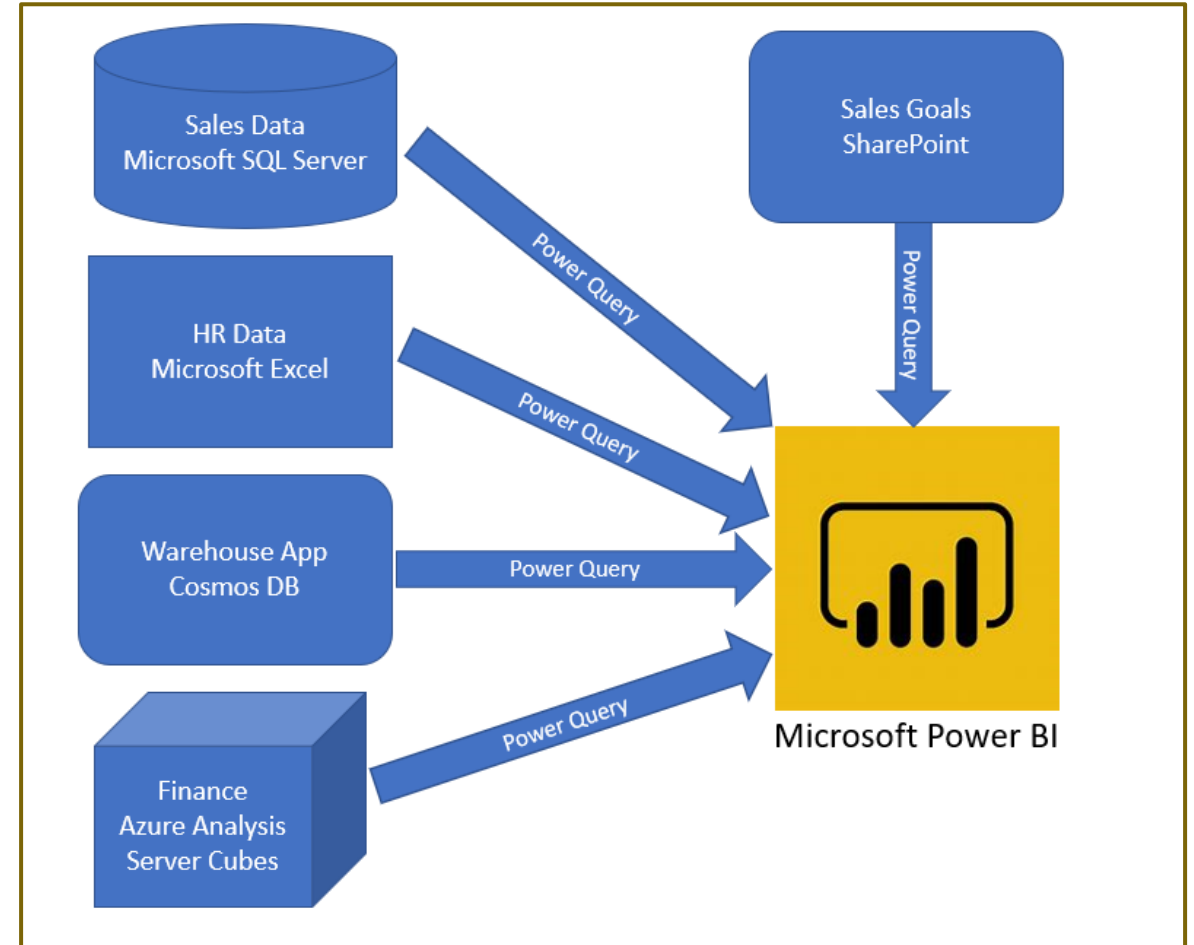 Sales Data
Microsoft SQL Server
Sales Goals
SharePoint
Power Query
Power Query
HR Data
Microsoft Excel
Power Query
Warehouse App
Cosmos DB
Power Query
Finance
Azure Analysis
Server Cubes
Power Query
Microsoft Power BI